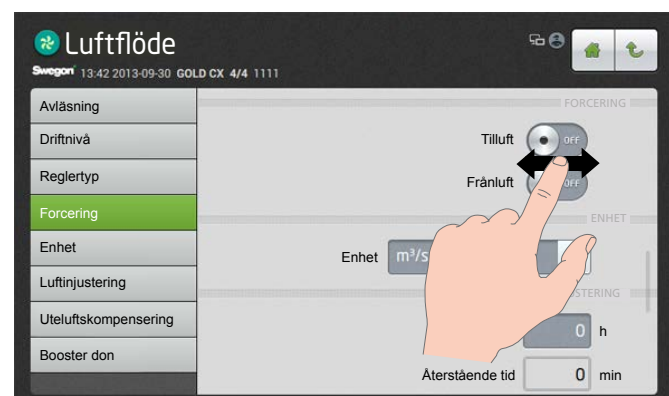 Luftflöde
Swegon 13:42 2013-09-30 GOLD CX 4/4 1111
Avläsning
Driftnivå
Reglertyp
Forcering
Enhet
Luftinjustering
Uteluftskompensering
Booster don
FORCERING
Tilluft OFF
Frånluft OFF
ENHET
Enhet m³/s
STERING
0 h
Återstående tid 0 min